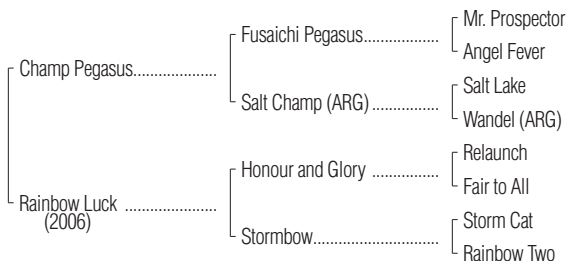 Mr. Prospector
Fusaichi Pegasus..................
Angel Fever
Champ Pegasus....................
Salt Lake
Salt Champ (ARG) ................
Wandel (ARG)
Relaunch
Honour and Glory ................
Fair to All
Rainbow Luck ......................
(2006)
Storm Cat
Stormbow..............................
Rainbow Two